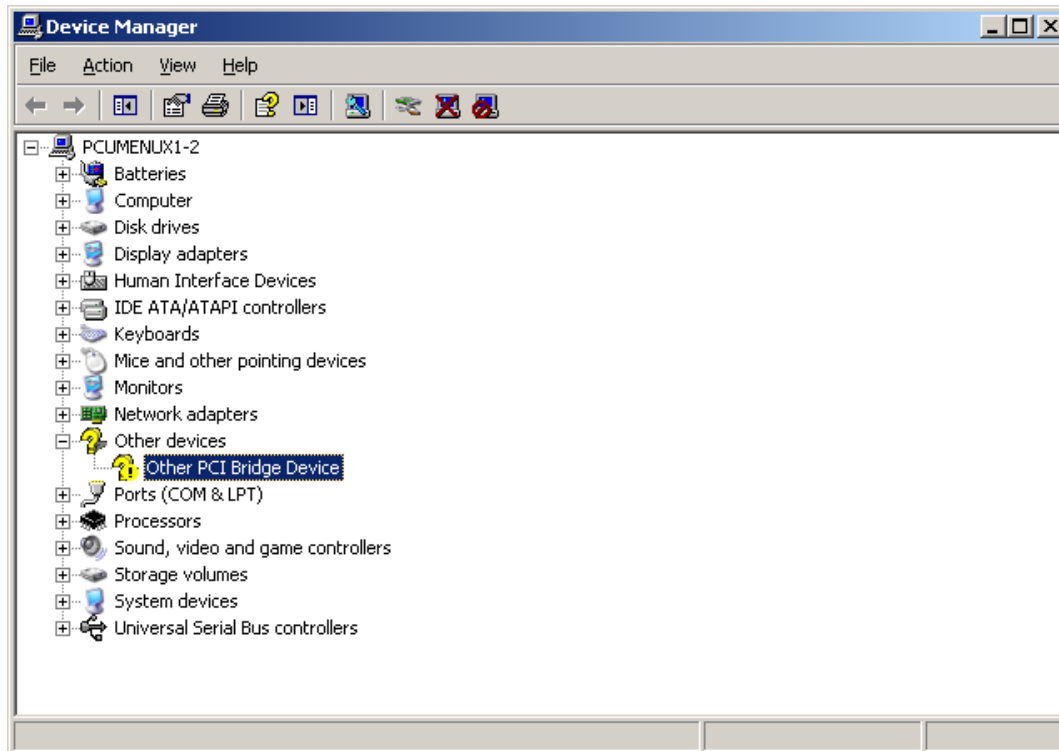 Device Manager
File Action View Help
PCUMENUX1-2
Batteries
Computer
Disk drives
Display adapters
Human Interface Devices
IDE ATA/ATAPI controllers
Keyboards
Mice and other pointing devices
Monitors
Network adapters
Other devices
Other PCI Bridge Device
Ports (COM & LPT)
Processors
Sound, video and game controllers
Storage volumes
System devices
Universal Serial Bus controllers